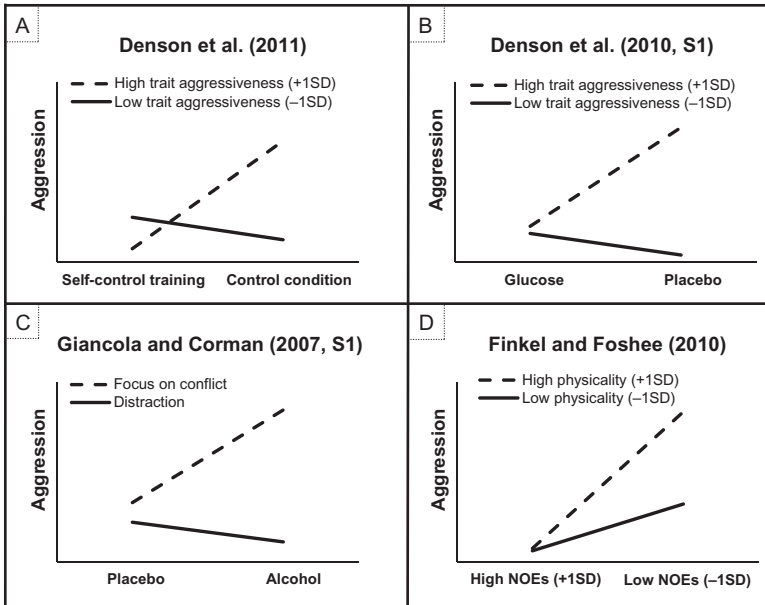 A
Denson et al. (2011)
High trait aggressiveness (+1SD)
Low trait aggressiveness (–1SD)
Aggression
Self-control training Control condition
B
Denson et al. (2010, S1)
High trait aggressiveness (+1SD)
Low trait aggressiveness (–1SD)
Aggression
Glucose Placebo
C
Giancola and Corman (2007, S1)
Focus on conflict
Distraction
Aggression
Placebo Alcohol
D
Finkel and Foshee (2010)
High physicality (+1SD)
Low physicality (–1SD)
Aggression
High NOEs (+1SD) Low NOEs (–1SD)